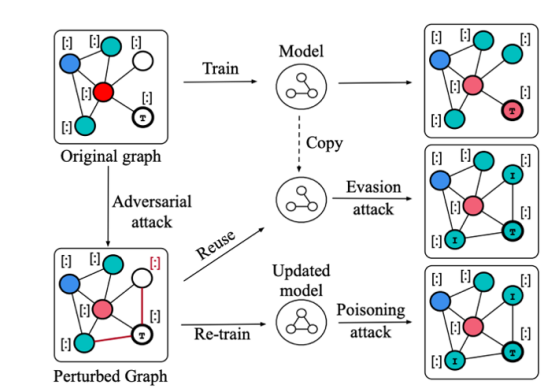 [:] [:] [:]
[:] [:]
T
[:]
Original graph
Train
Model
[:] [:] [:]
[:] [:]
T
[:]
Copy
Adversarial
attack
Reuse
Evasion
attack
[:] [:] [:]
I
[:] [:]
T
[:] I
[:] [:] [:]
[:] [:]
T
[:]
Perturbed Graph
Re-train
Updated
model
Poisoning
attack
[:] [:] [:]
I
[:] [:]
T
[:] I